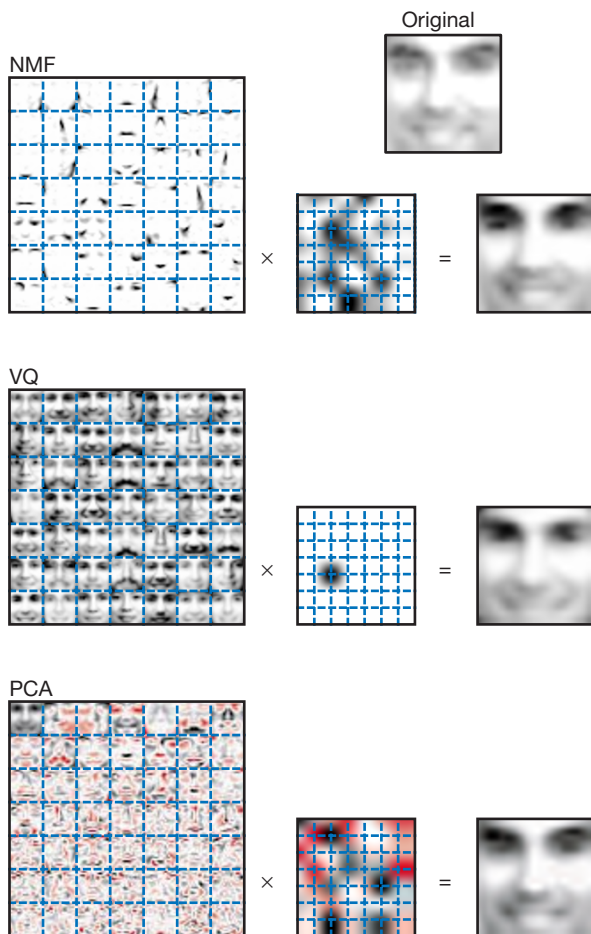 Original
NMF
× =
VQ
× =
PCA
× =